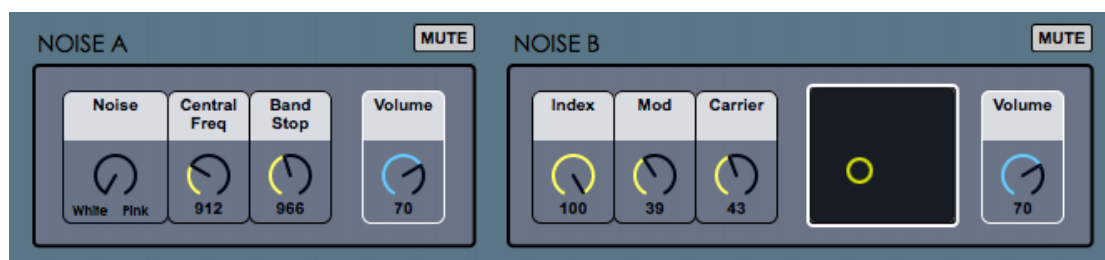 NOISE A
MUTE
Noise
Central
Freq
Band
Stop
Volume
White Pink
912
966
70
NOISE B
MUTE
Index
Mod
Carrier
Volume
100
39
43
70